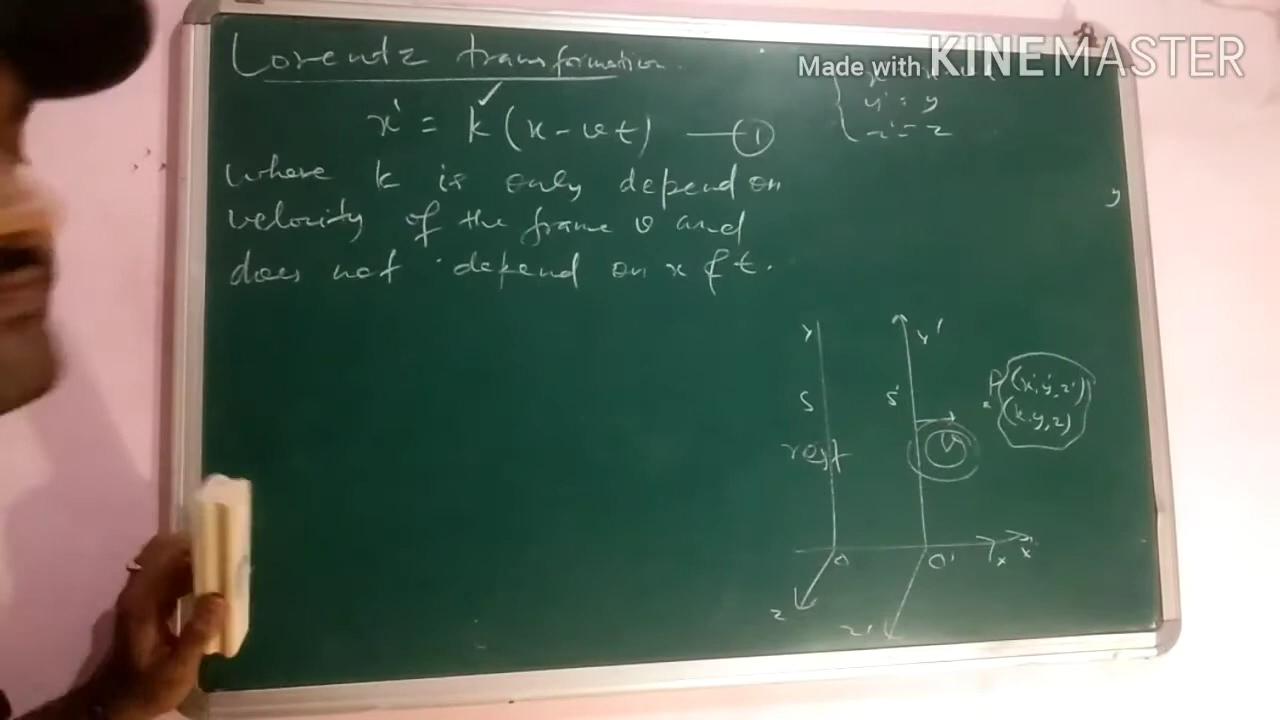 Lorentz transformation.
Made with KINEMASTER
y' = y
z' = z
x' = k (x - vt) — 1
where k is only depend on
velocity of the frame v and
does not depend on x & t.
y
y
y'
S
S'
P(x', y', z')
(x, y, z)
rest
v
O
O'
x
x'
z
z'